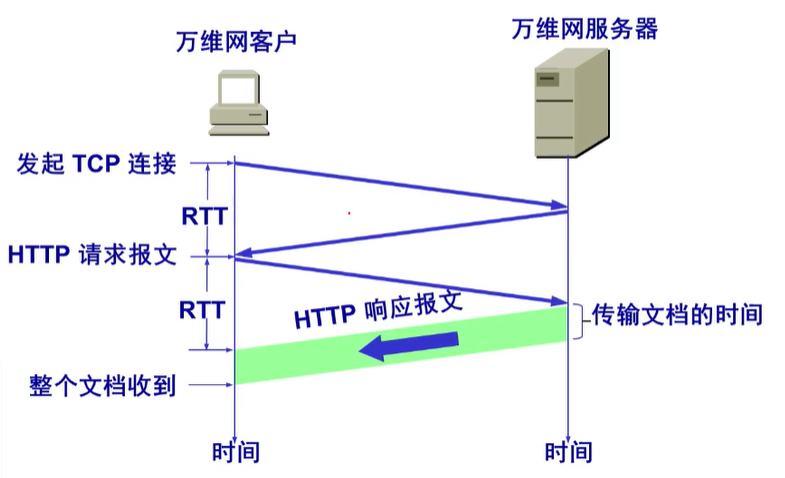 万维网客户
万维网服务器
发起 TCP 连接
RTT
HTTP 请求报文
RTT
HTTP 响应报文
传输文档的时间
整个文档收到
时间
时间